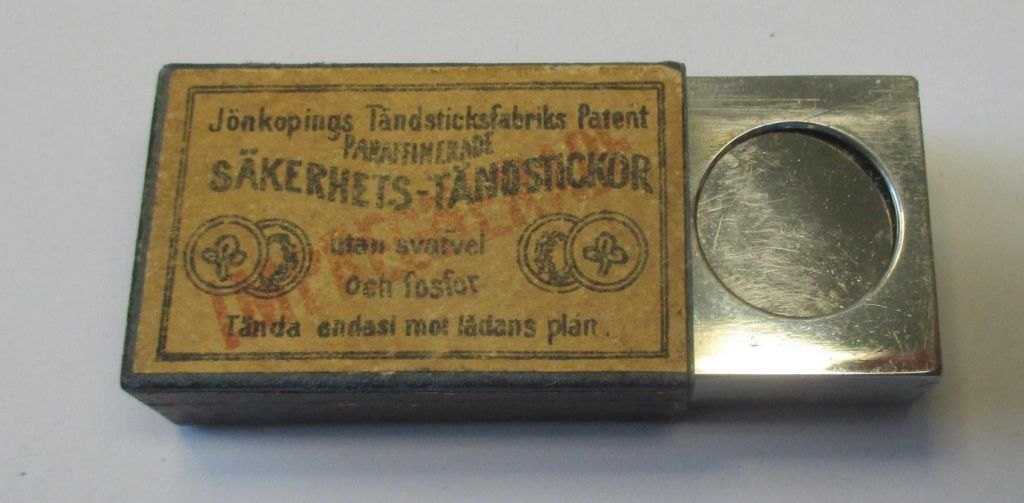 Jönkopings Tändsticksfabriks Patent
PARAFFINERADE
SÄKERHETS-TÄNDSTICKOR
utan svafvel
och fosfor
Tända endast mot lådans plån.